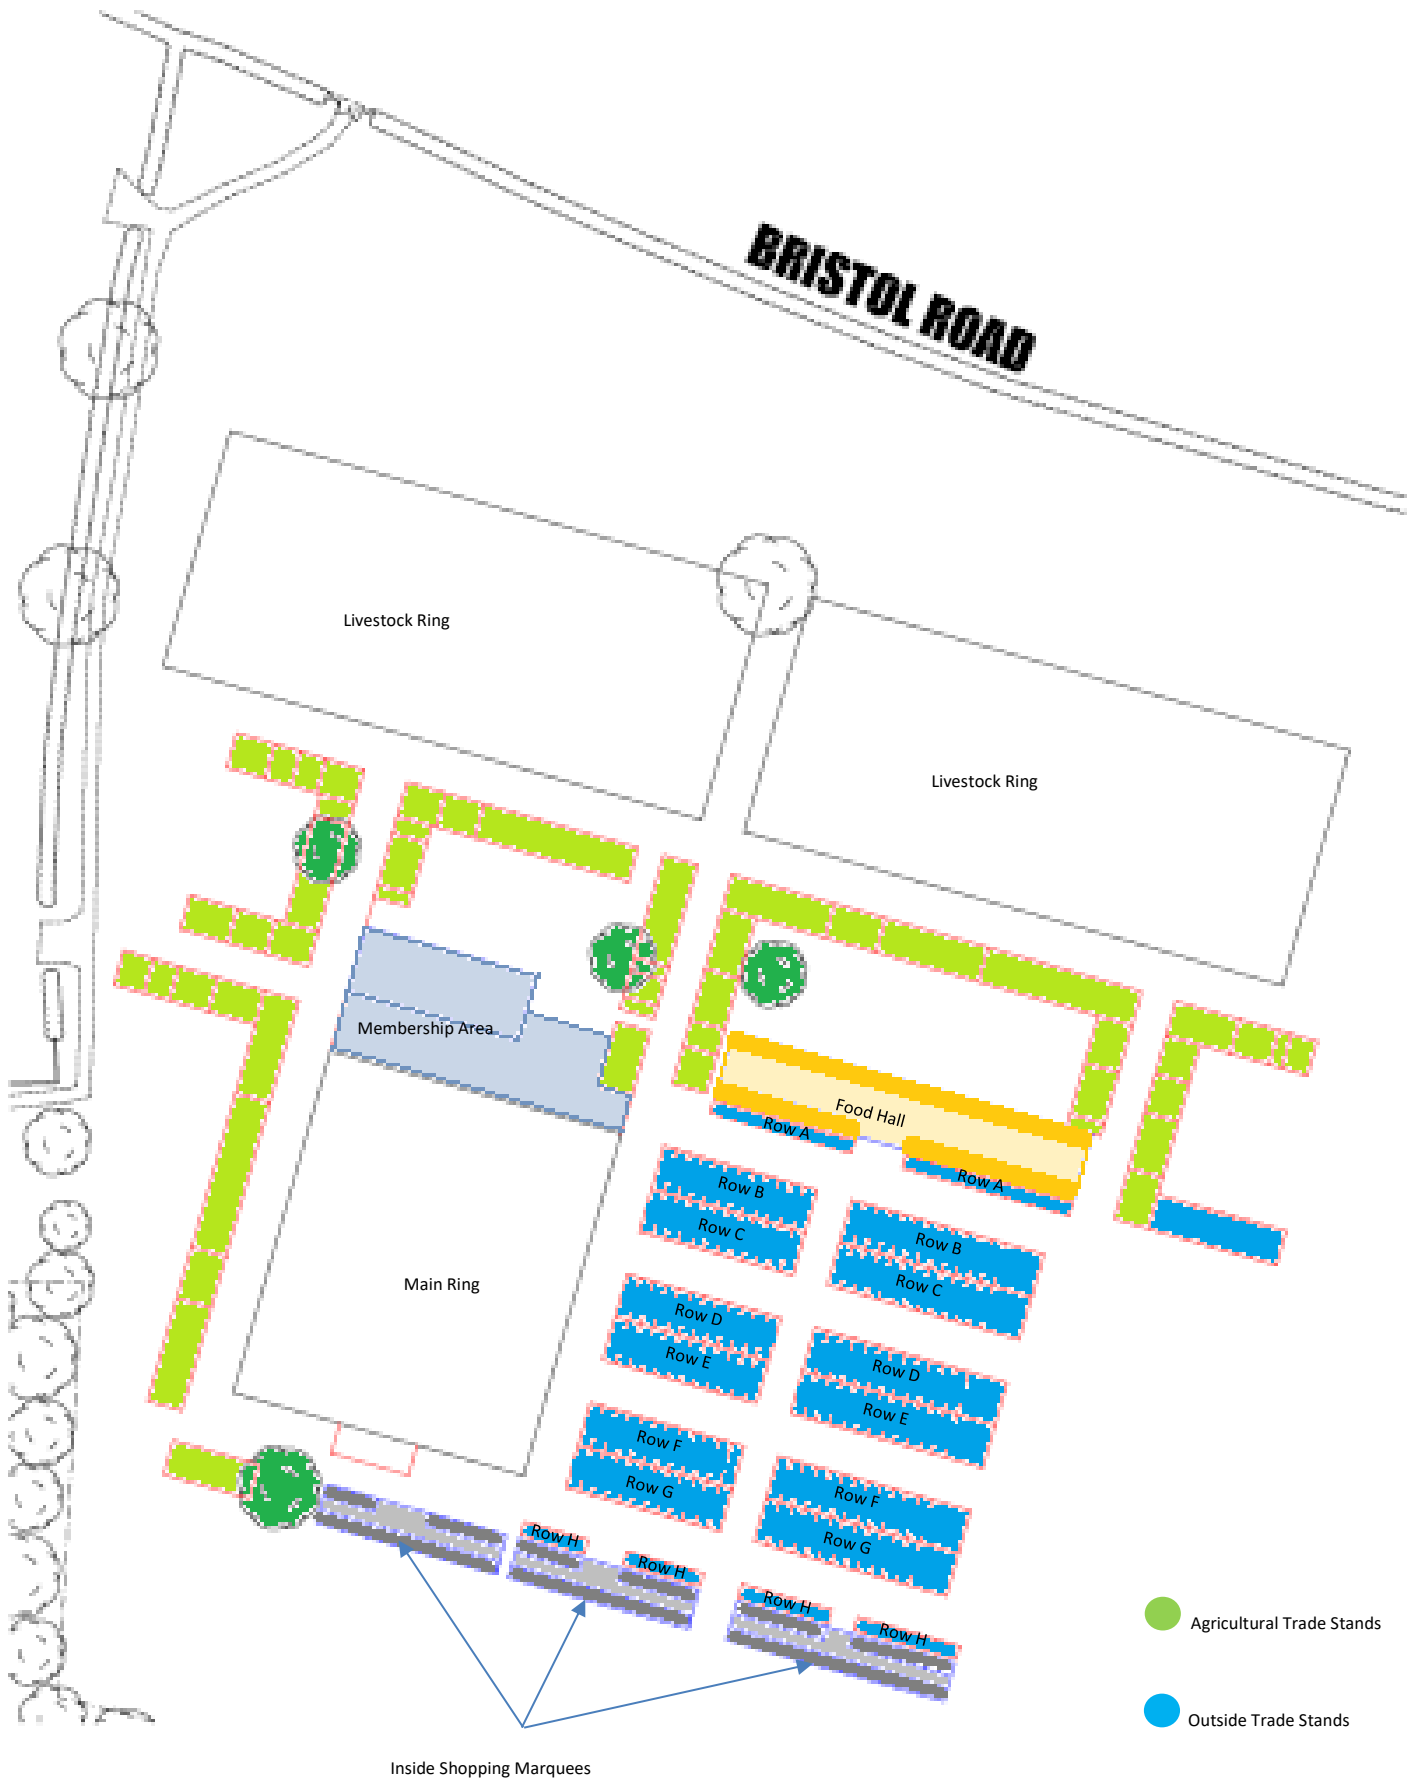 BRISTOL ROAD
Livestock Ring
Livestock Ring
Membership Area
Food Hall
Row A
Row A
Row B
Row C
Row B
Row C
Main Ring
Row D
Row E
Row D
Row E
Row F
Row G
Row F
Row G
Row H
Row H
Row H
Row H
Agricultural Trade Stands
Outside Trade Stands
Inside Shopping Marquees